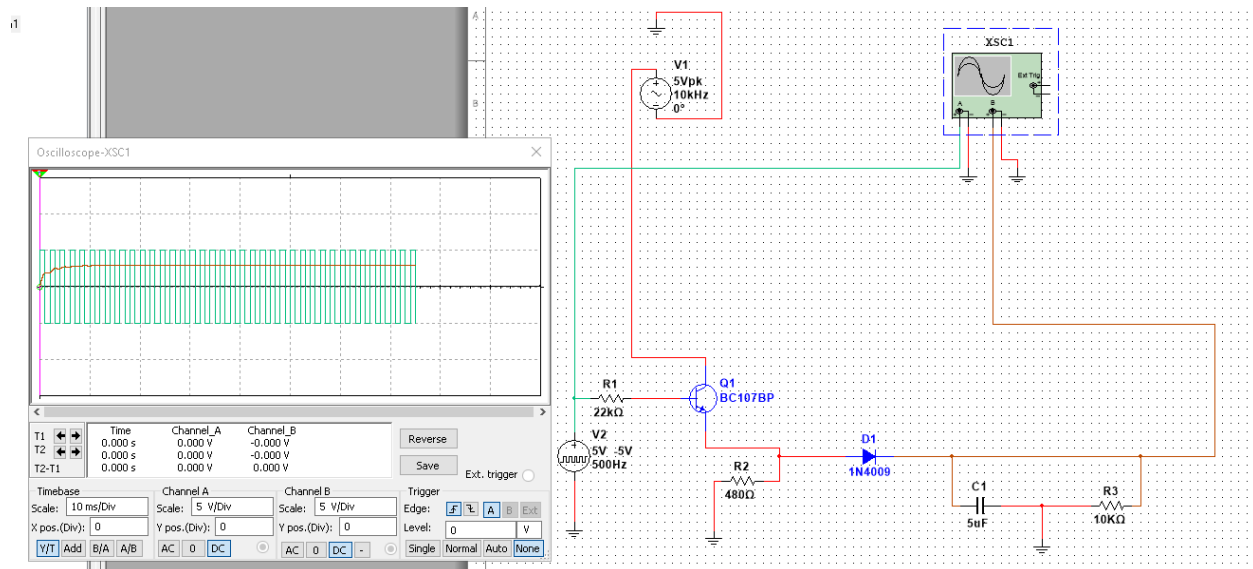 ı1
A
B
Oscilloscope-XSC1
T1
T2
T2-T1
Time Channel_A Channel_B
0.000 s 0.000 V -0.000 V
0.000 s 0.000 V -0.000 V
0.000 s 0.000 V 0.000 V
Reverse
Save
Ext. trigger
Timebase
Scale: 10 ms/Div
X pos.(Div): 0
Y/T Add B/A A/B
Channel A
Scale: 5 V/Div
Y pos.(Div): 0
AC 0 DC
Channel B
Scale: 5 V/Div
Y pos.(Div): 0
AC 0 DC -
Trigger
Edge: A B Ext
Level: 0 V
Single Normal Auto None
V1
5Vpk
10kHz
0°
XSC1
Ext Trig
A B
R1
22kΩ
Q1
BC107BP
V2
5V -5V
500Hz
R2
480Ω
D1
1N4009
C1
5uF
R3
10KΩ